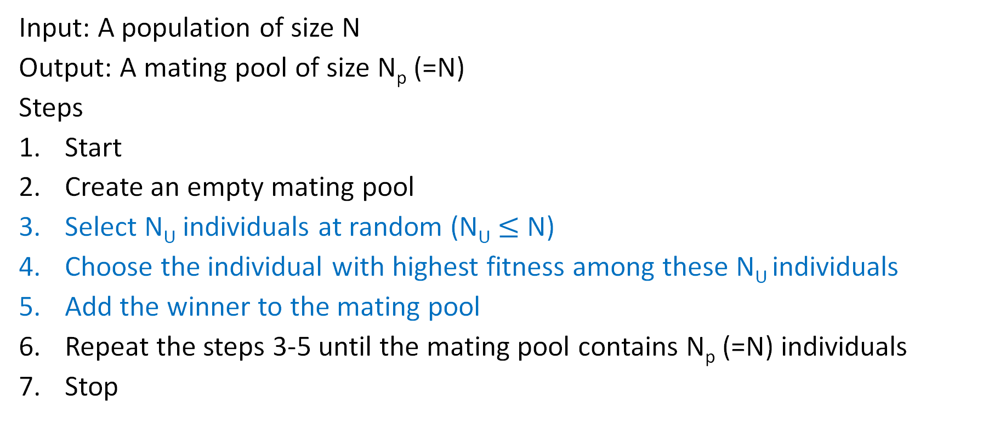 Input: A population of size N
Output: A mating pool of size Nₚ (=N)
Steps
1. Start
2. Create an empty mating pool
3. Select N_U individuals at random (N_U ≤ N)
4. Choose the individual with highest fitness among these N_U individuals
5. Add the winner to the mating pool
6. Repeat the steps 3-5 until the mating pool contains Nₚ (=N) individuals
7. Stop